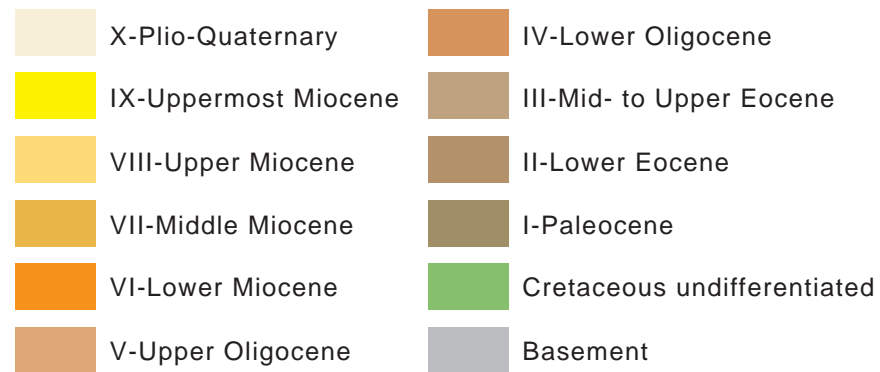 X-Plio-Quaternary
IX-Uppermost Miocene
VIII-Upper Miocene
VII-Middle Miocene
VI-Lower Miocene
V-Upper Oligocene
IV-Lower Oligocene
III-Mid- to Upper Eocene
II-Lower Eocene
I-Paleocene
Cretaceous undifferentiated
Basement